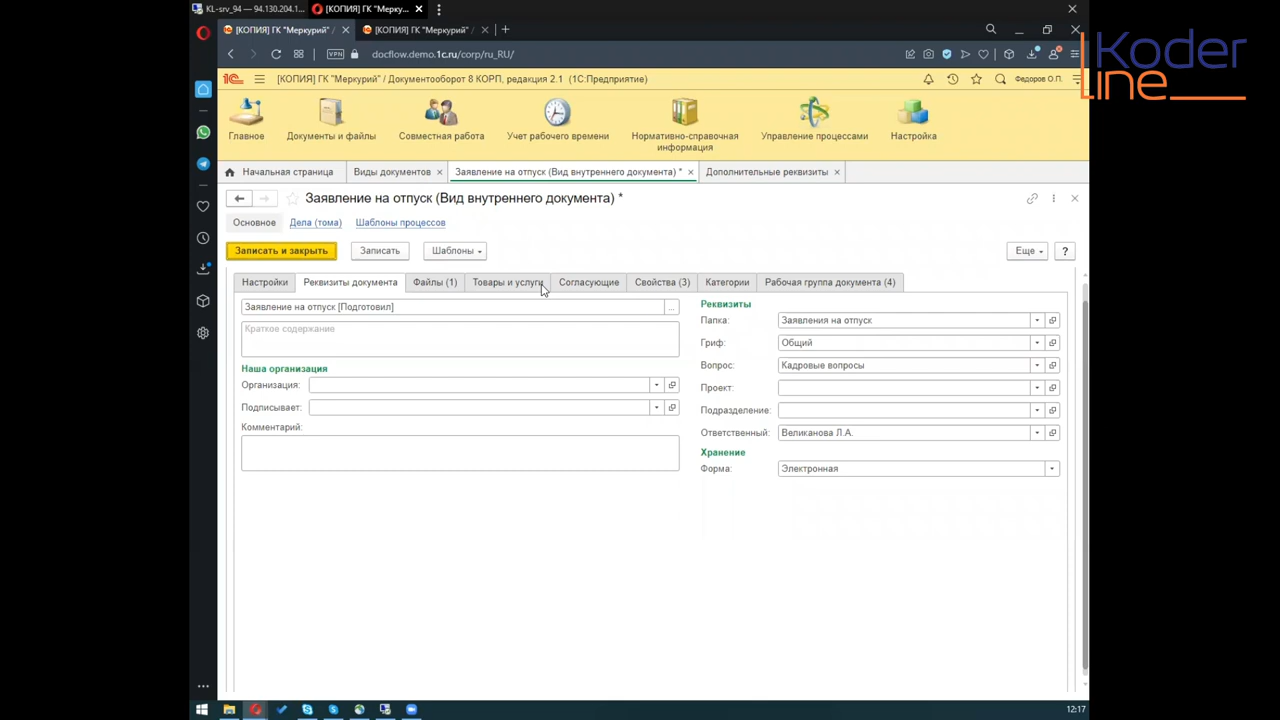 KL-srv_94 — 94.130.204.1...
[КОПИЯ] ГК "Мерку...
[КОПИЯ] ГК "Меркурий" /
[КОПИЯ] ГК "Меркурий" /
VPN
docflow.demo.1c.ru/corp/ru_RU/
Koder
Line
[КОПИЯ] ГК "Меркурий" / Документооборот 8 КОРП, редакция 2.1 (1С:Предприятие)
Федоров О.П.
Главное
Документы и файлы
Совместная работа
Учет рабочего времени
Нормативно-справочная
информация
Управление процессами
Настройка
Начальная страница
Виды документов
Заявление на отпуск (Вид внутреннего документа) *
Дополнительные реквизиты
Заявление на отпуск (Вид внутреннего документа) *
Основное
Дела (тома)
Шаблоны процессов
Записать и закрыть
Записать
Шаблоны
Еще
?
Настройки
Реквизиты документа
Файлы (1)
Товары и услуги
Согласующие
Свойства (3)
Категории
Рабочая группа документа (4)
Заявление на отпуск [Подготовил]
...
Краткое содержание
Наша организация
Организация:
Подписывает:
Комментарий:
Реквизиты
Папка: Заявления на отпуск
Гриф: Общий
Вопрос: Кадровые вопросы
Проект:
Подразделение:
Ответственный: Великанова Л.А.
Хранение
Форма: Электронная
12:17